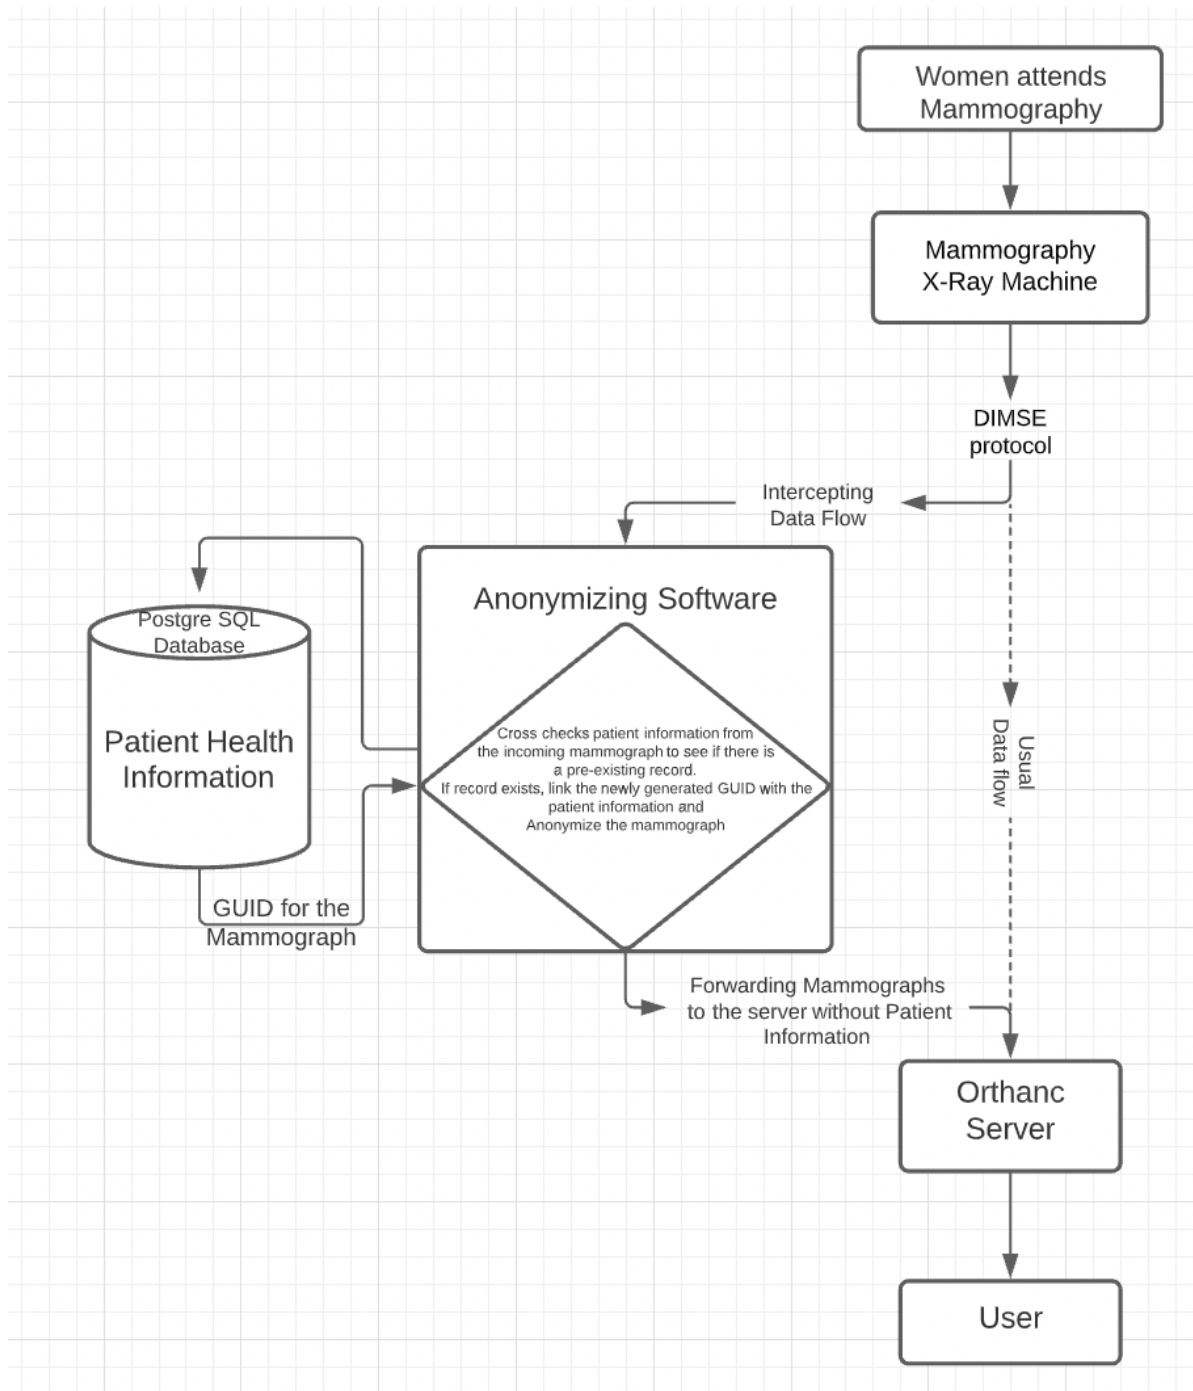 Women attends
Mammography
Mammography
X-Ray Machine
DIMSE
protocol
Intercepting
Data Flow
Anonymizing Software
Cross checks patient information from
the incoming mammograph to see if there is
a pre-existing record.
If record exists, link the newly generated GUID with the
patient information and
Anonymize the mammograph
Postgre SQL
Database
Patient Health
Information
GUID for the
Mammograph
Usual
Data flow
Forwarding Mammographs
to the server without Patient
Information
Orthanc
Server
User